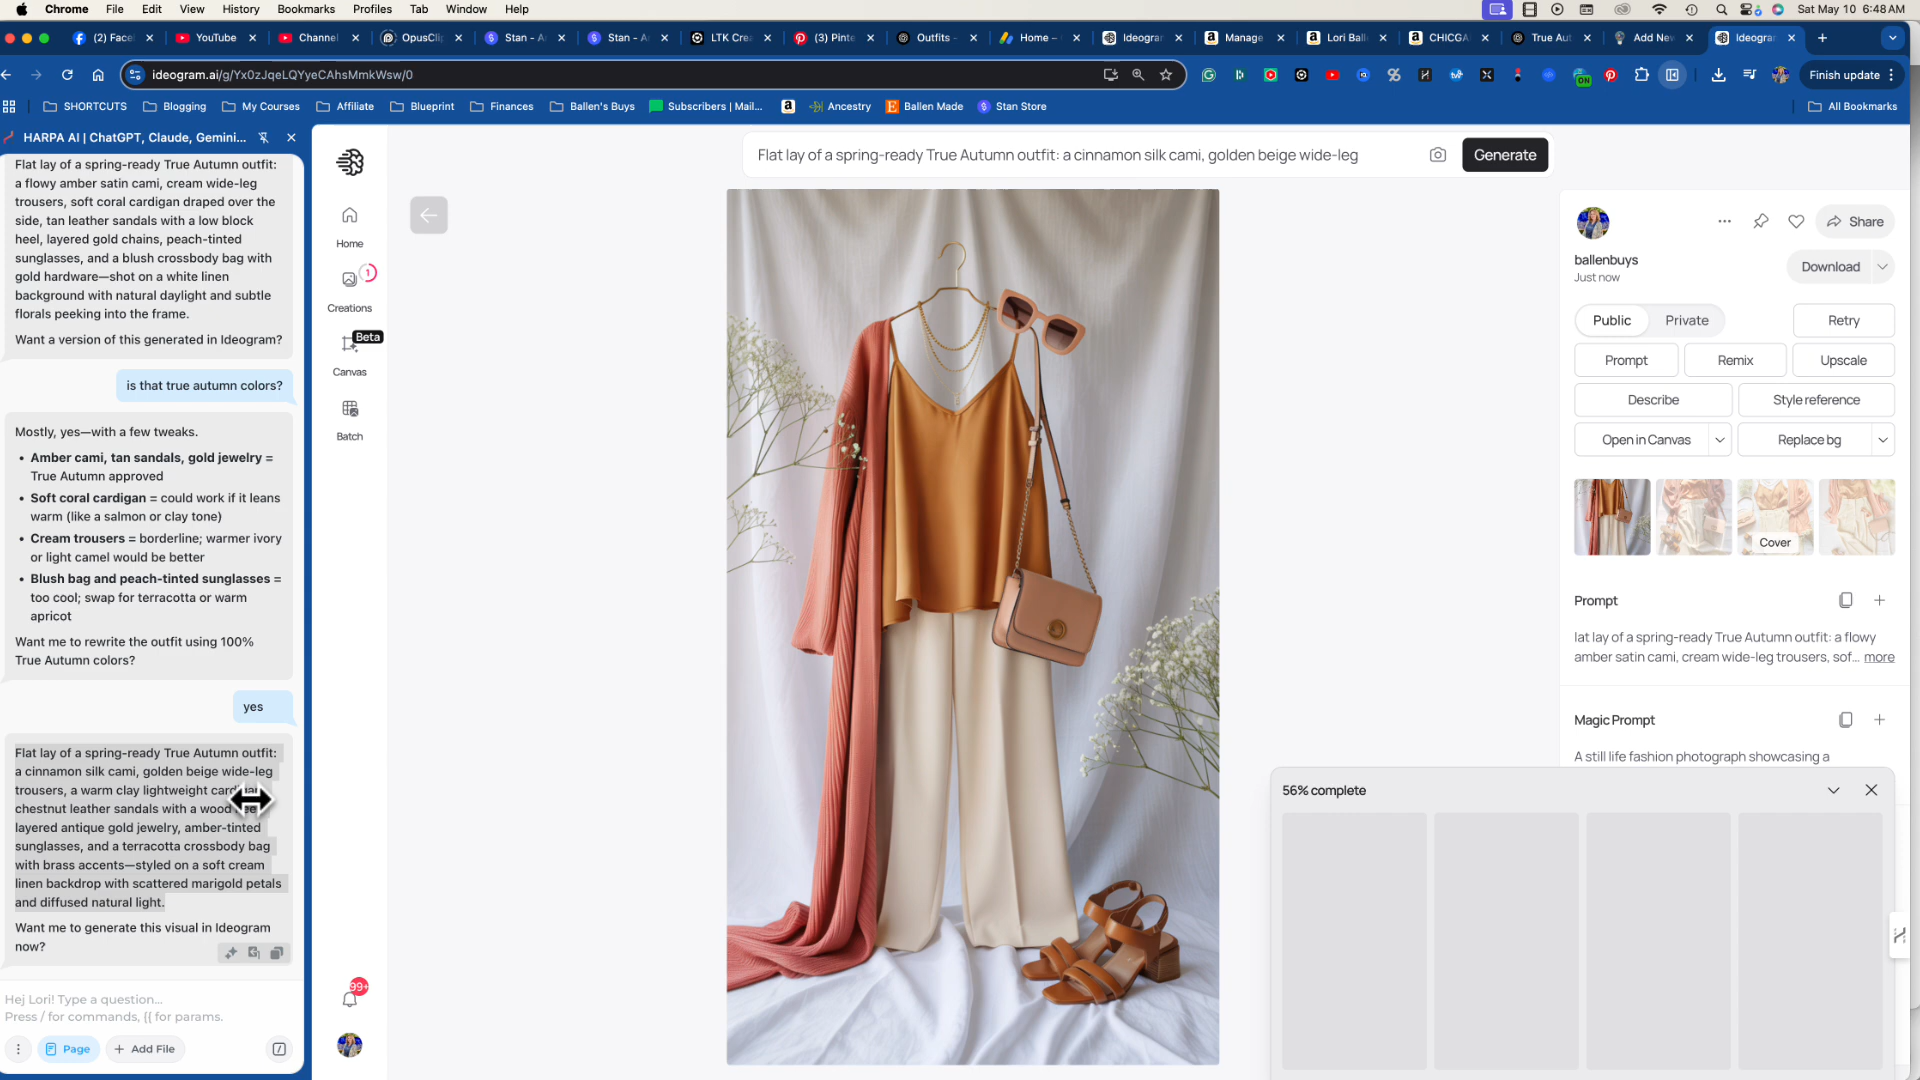 Chrome File Edit View History Bookmarks Profiles Tab Window Help Sat May 10 6:48 AM
(2) Face YouTube Channel OpusCli Stan - A Stan - A LTK Crea (3) Pinte Outfits - Home - Ideogra Manage Lori Ball CHICGA True Aut Add New Ideogra
ideogram.ai/g/Yx0zJqeLQYyeCAhsMmkWsw/0 ON Finish update
SHORTCUTS Blogging My Courses Affiliate Blueprint Finances Ballen's Buys Subscribers | Mail... Ancestry Ballen Made Stan Store All Bookmarks
HARPA AI | ChatGPT, Claude, Gemini...
Flat lay of a spring-ready True Autumn outfit:
a flowy amber satin cami, cream wide-leg
trousers, soft coral cardigan draped over the
side, tan leather sandals with a low block
heel, layered gold chains, peach-tinted
sunglasses, and a blush crossbody bag with
gold hardware—shot on a white linen
background with natural daylight and subtle
florals peeking into the frame.
Want a version of this generated in Ideogram?
is that true autumn colors?
Mostly, yes—with a few tweaks.
• Amber cami, tan sandals, gold jewelry =
True Autumn approved
• Soft coral cardigan = could work if it leans
warm (like a salmon or clay tone)
• Cream trousers = borderline; warmer ivory
or light camel would be better
• Blush bag and peach-tinted sunglasses =
too cool; swap for terracotta or warm
apricot
Want me to rewrite the outfit using 100%
True Autumn colors?
yes
Flat lay of a spring-ready True Autumn outfit:
a cinnamon silk cami, golden beige wide-leg
trousers, a warm clay lightweight
chestnut leather sandals with a
layered antique gold jewelry, amber-tinted
sunglasses, and a terracotta crossbody bag
with brass accents—styled on a soft cream
linen backdrop with scattered marigold petals
and diffused natural light.
Want me to generate this visual in Ideogram
now?
Hej Lori! Type a question...
Press / for commands, {{ for params.
Page
Add File
Home
1
Creations
Beta
Canvas
Batch
99+
Flat lay of a spring-ready True Autumn outfit: a cinnamon silk cami, golden beige wide-leg
Generate
Share
ballenbuys
Just now
Download
Public Private Retry
Prompt Remix Upscale
Describe Style reference
Open in Canvas Replace bg
Cover
Prompt
lat lay of a spring-ready True Autumn outfit: a flowy
amber satin cami, cream wide-leg trousers, sof... more
Magic Prompt
A still life fashion photograph showcasing a
56% complete